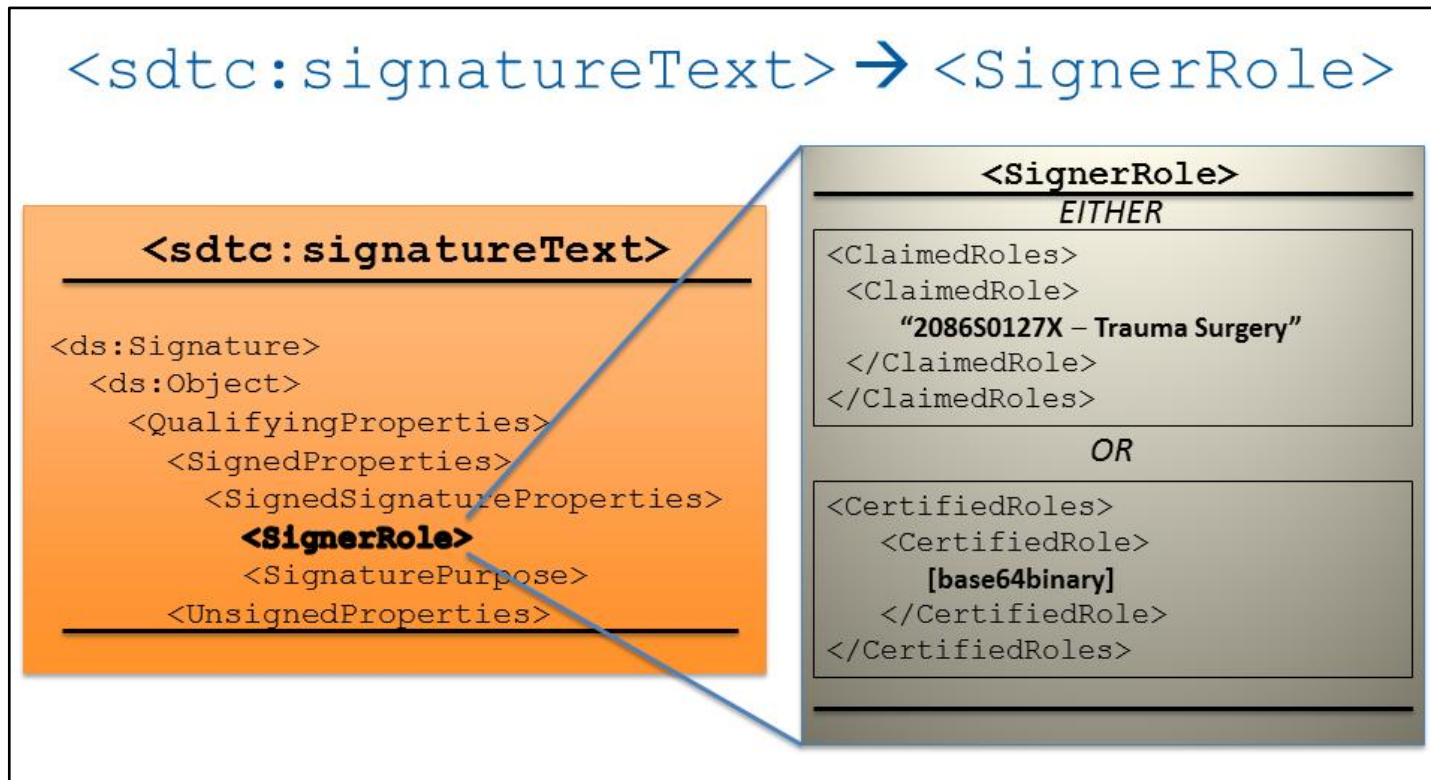 <sdtc:signatureText> → <SignerRole>
<sdtc:signatureText>
<ds:Signature>
<ds:Object>
<QualifyingProperties>
<SignedProperties>
<SignedSignatureProperties>
<SignerRole>
<SignaturePurpose>
<UnsignedProperties>
<SignerRole>
EITHER
<ClaimedRoles>
<ClaimedRole>
“2086S0127X – Trauma Surgery”
</ClaimedRole>
</ClaimedRoles>
OR
<CertifiedRoles>
<CertifiedRole>
[base64binary]
</CertifiedRole>
</CertifiedRoles>